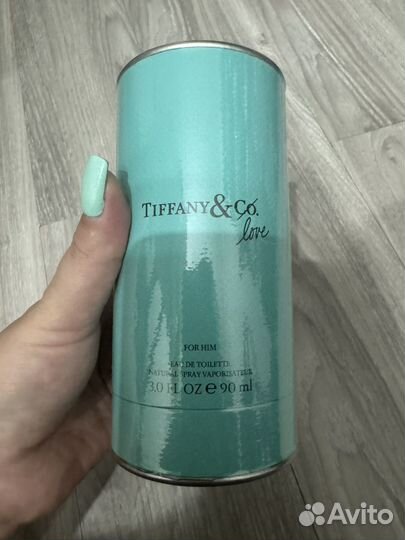 TIFFANY & CO.
love
FOR HIM
EAU DE TOILETTE
NATURAL SPRAY VAPORISATEUR
3.0 FL OZ e 90 ml
Avito